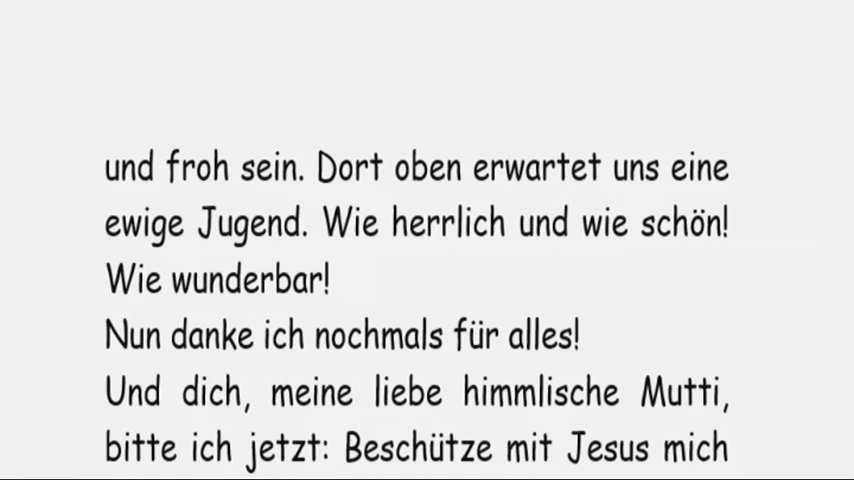 und froh sein. Dort oben erwartet uns eine
ewige Jugend. Wie herrlich und wie schön!
Wie wunderbar!
Nun danke ich nochmals für alles!
Und dich, meine liebe himmlische Mutti,
bitte ich jetzt: Beschütze mit Jesus mich